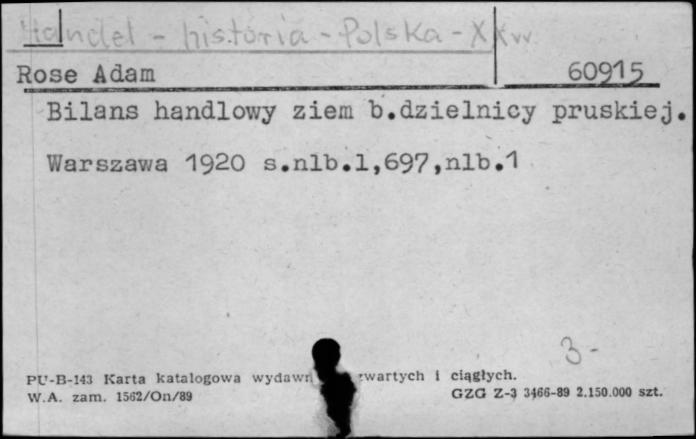 Handel - historia - Polska - XX w.
Rose Adam 60915
Bilans handlowy ziem b.dzielnicy pruskiej.
Warszawa 1920 s.nlb.1,697,nlb.1
3-
PU-B-143 Karta katalogowa wydawn wartych i ciągłych.
W.A. zam. 1562/On/89 GZG Z-3 3466-89 2.150.000 szt.